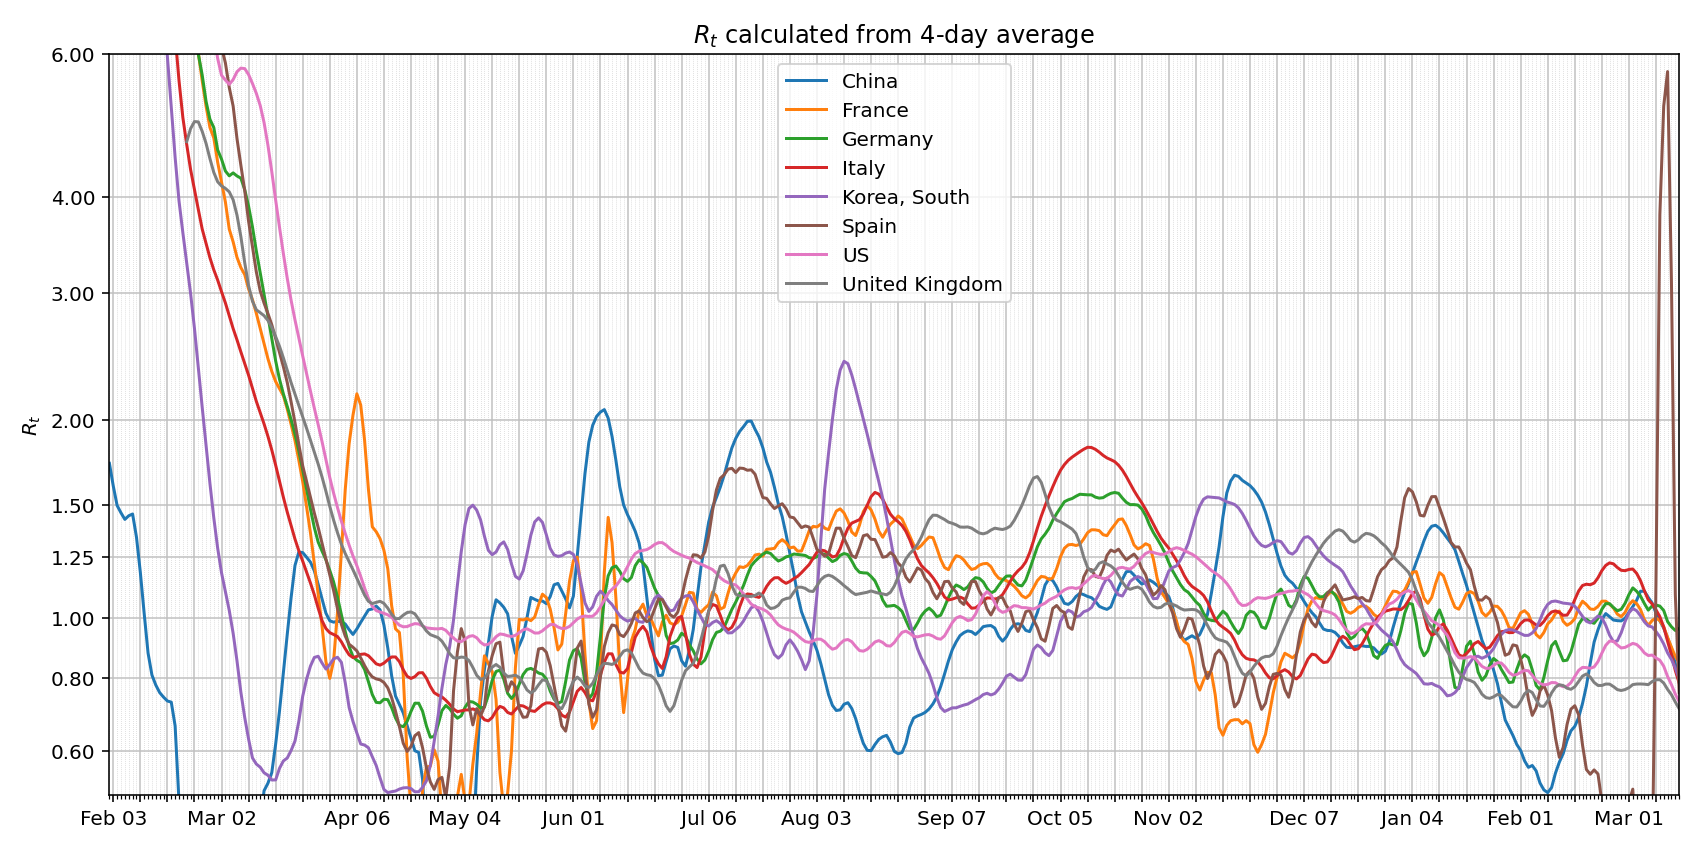 R_t calculated from 4-day average
6.00
4.00
3.00
2.00
1.50
1.25
1.00
0.80
0.60
R_t
China
France
Germany
Italy
Korea, South
Spain
US
United Kingdom
Feb 03 Mar 02 Apr 06 May 04 Jun 01 Jul 06 Aug 03 Sep 07 Oct 05 Nov 02 Dec 07 Jan 04 Feb 01 Mar 01